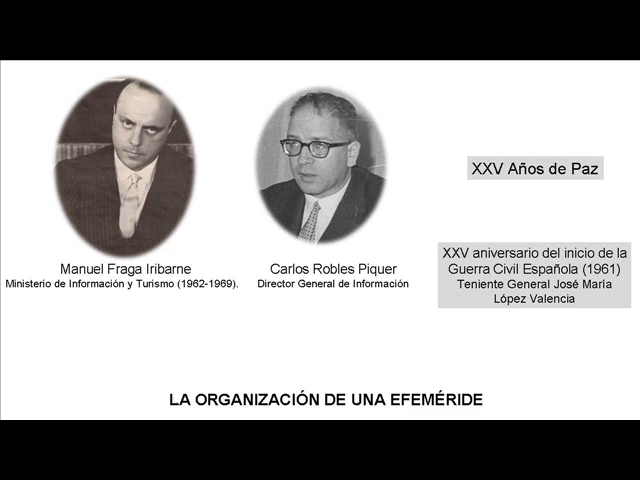 XXV Años de Paz
Manuel Fraga Iribarne
Ministerio de Información y Turismo (1962-1969).
Carlos Robles Piquer
Director General de Información
XXV aniversario del inicio de la
Guerra Civil Española (1961)
Teniente General José María
López Valencia
LA ORGANIZACIÓN DE UNA EFEMÉRIDE